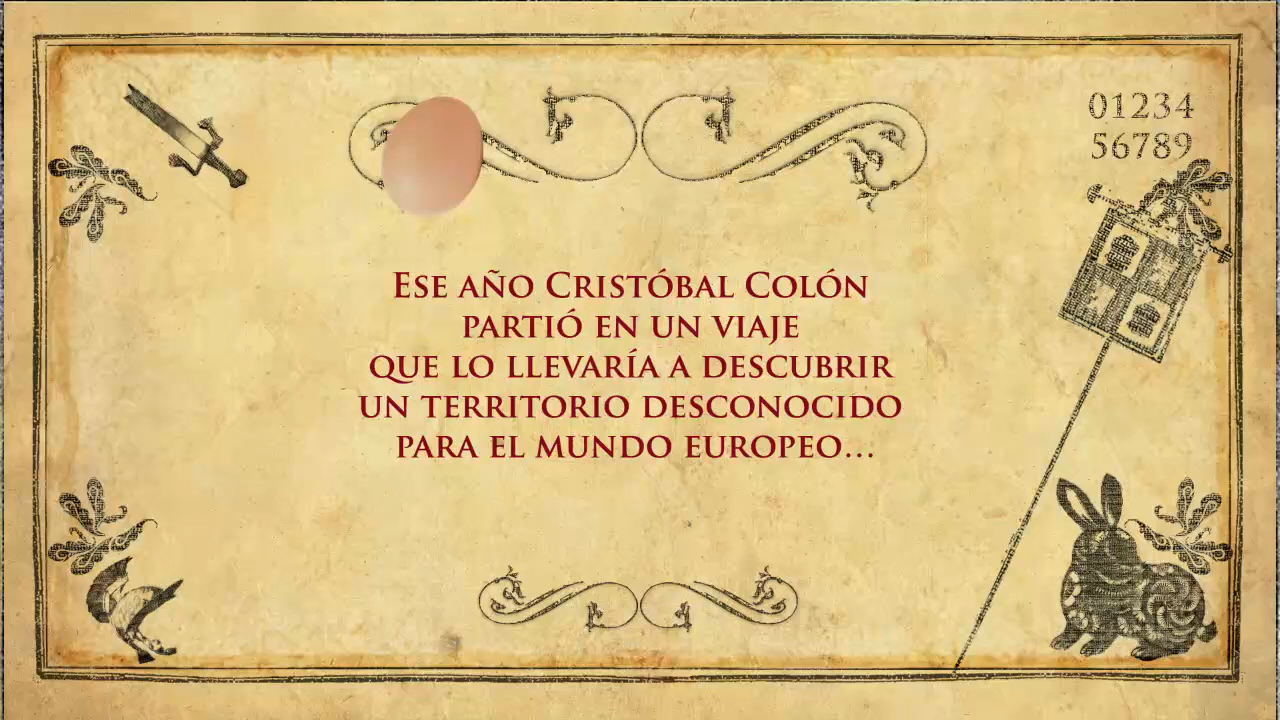 01234
56789
Ese año Cristóbal Colón
partió en un viaje
que lo llevaría a descubrir
un territorio desconocido
para el mundo europeo...